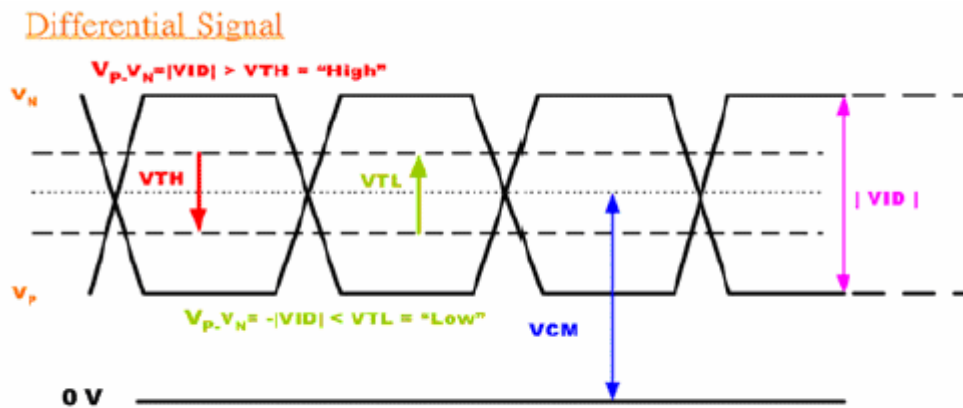 Differential Signal
VP-VN=|VID| > VTH = "High"
VN
VTH
VTL
| VID |
VP
VP-VN= -|VID| < VTL = "Low"
VCM
0 V